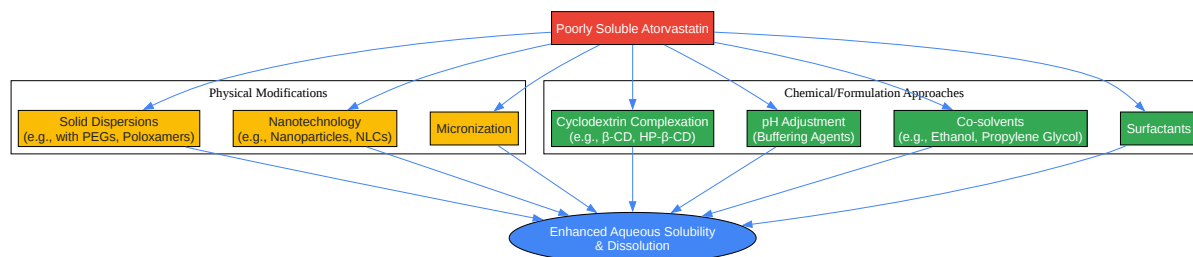 Poorly Soluble Atorvastatin
Physical Modifications
Chemical/Formulation Approaches
Solid Dispersions
(e.g., with PEGs, Poloxamers)
Nanotechnology
(e.g., Nanoparticles, NLCs)
Micronization
Cyclodextrin Complexation
(e.g., β-CD, HP-β-CD)
pH Adjustment
(Buffering Agents)
Co-solvents
(e.g., Ethanol, Propylene Glycol)
Surfactants
Enhanced Aqueous Solubility
& Dissolution